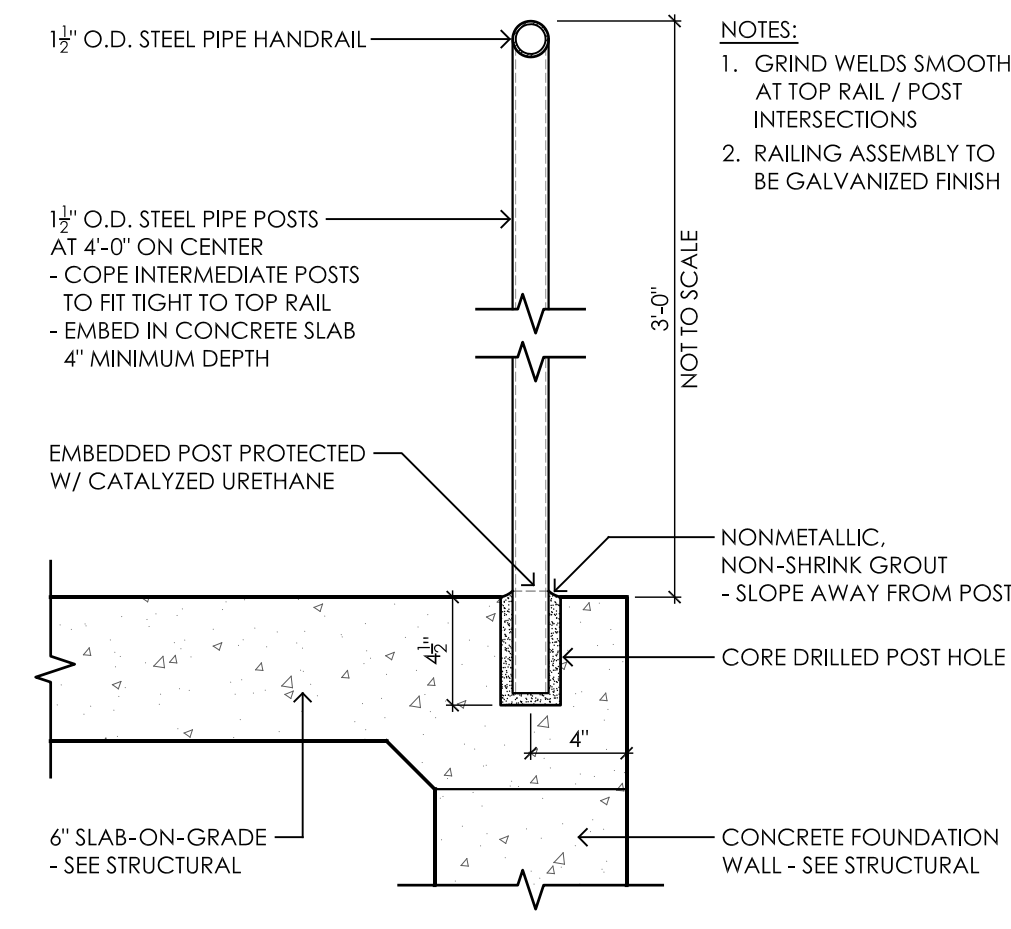 1½" O.D. STEEL PIPE HANDRAIL
NOTES:
1. GRIND WELDS SMOOTH
AT TOP RAIL / POST
INTERSECTIONS
2. RAILING ASSEMBLY TO
BE GALVANIZED FINISH
1½" O.D. STEEL PIPE POSTS
AT 4'-0" ON CENTER
- COPE INTERMEDIATE POSTS
TO FIT TIGHT TO TOP RAIL
- EMBED IN CONCRETE SLAB
4" MINIMUM DEPTH
3'-0"
NOT TO SCALE
EMBEDDED POST PROTECTED
W/ CATALYZED URETHANE
NONMETALLIC,
NON-SHRINK GROUT
- SLOPE AWAY FROM POST
4½"
CORE DRILLED POST HOLE
4"
6" SLAB-ON-GRADE
- SEE STRUCTURAL
CONCRETE FOUNDATION
WALL - SEE STRUCTURAL